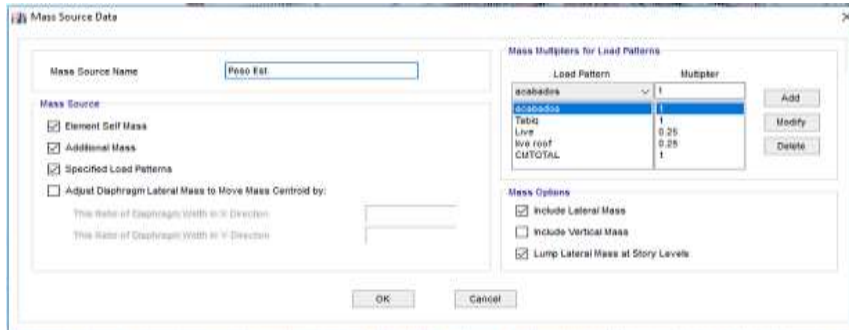 Mass Source Data
Mass Source Name
Peso Est.
Mass Source
Element Self Mass
Additional Mass
Specified Load Patterns
Adjust Diaphragm Lateral Mass to Move Mass Centroid by:
This Ratio of Diaphragm Width in X Direction
This Ratio of Diaphragm Width in Y Direction
Mass Multipliers for Load Patterns
Load Pattern Multiplier
acabados 1
acabados 1
Tabiq 1
Live 0.25
live roof 0.25
CMTOTAL 1
Add
Modify
Delete
Mass Options
Include Lateral Mass
Include Vertical Mass
Lump Lateral Mass at Story Levels
OK
Cancel